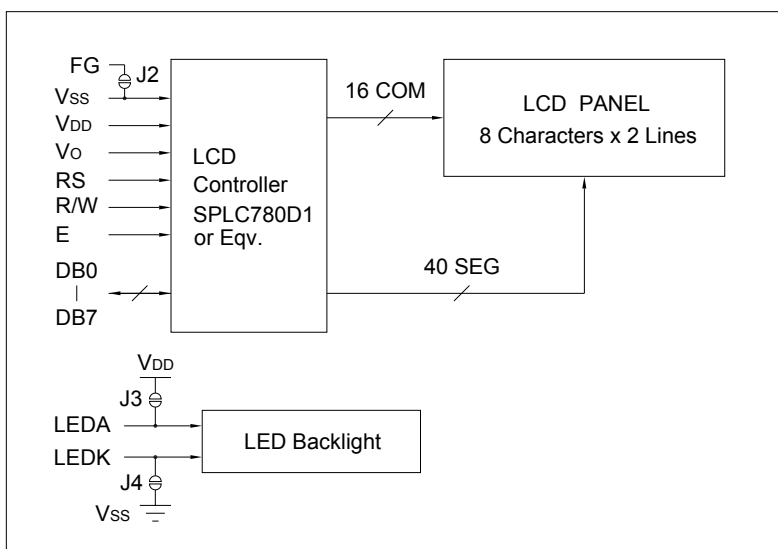 FG
J2
VSS
VDD
VO
RS
R/W
E
DB0
DB7
LCD
Controller
SPLC780D1
or Eqv.
16 COM
40 SEG
LCD PANEL
8 Characters x 2 Lines
VDD
J3
LEDA
LEDK
J4
VSS
LED Backlight